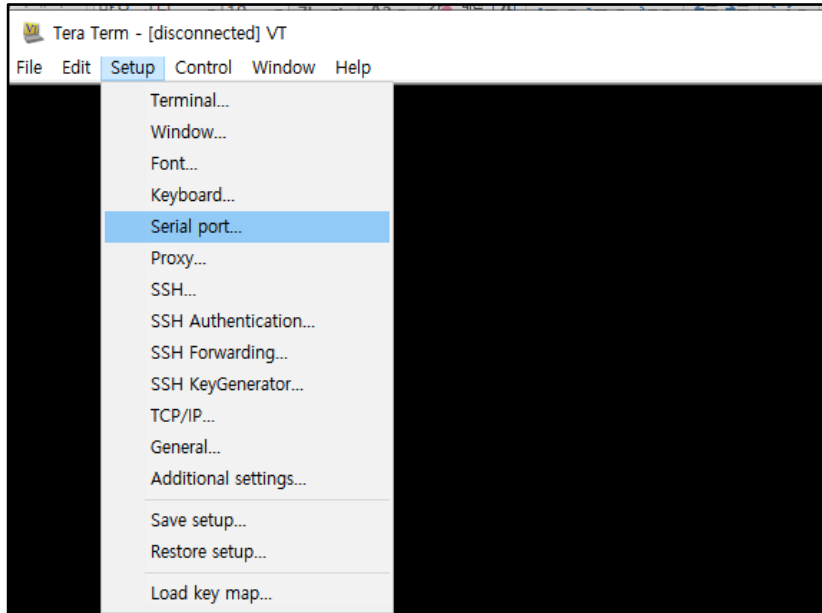 Tera Term - [disconnected] VT
File Edit Setup Control Window Help
Terminal...
Window...
Font...
Keyboard...
Serial port...
Proxy...
SSH...
SSH Authentication...
SSH Forwarding...
SSH KeyGenerator...
TCP/IP...
General...
Additional settings...
Save setup...
Restore setup...
Load key map...